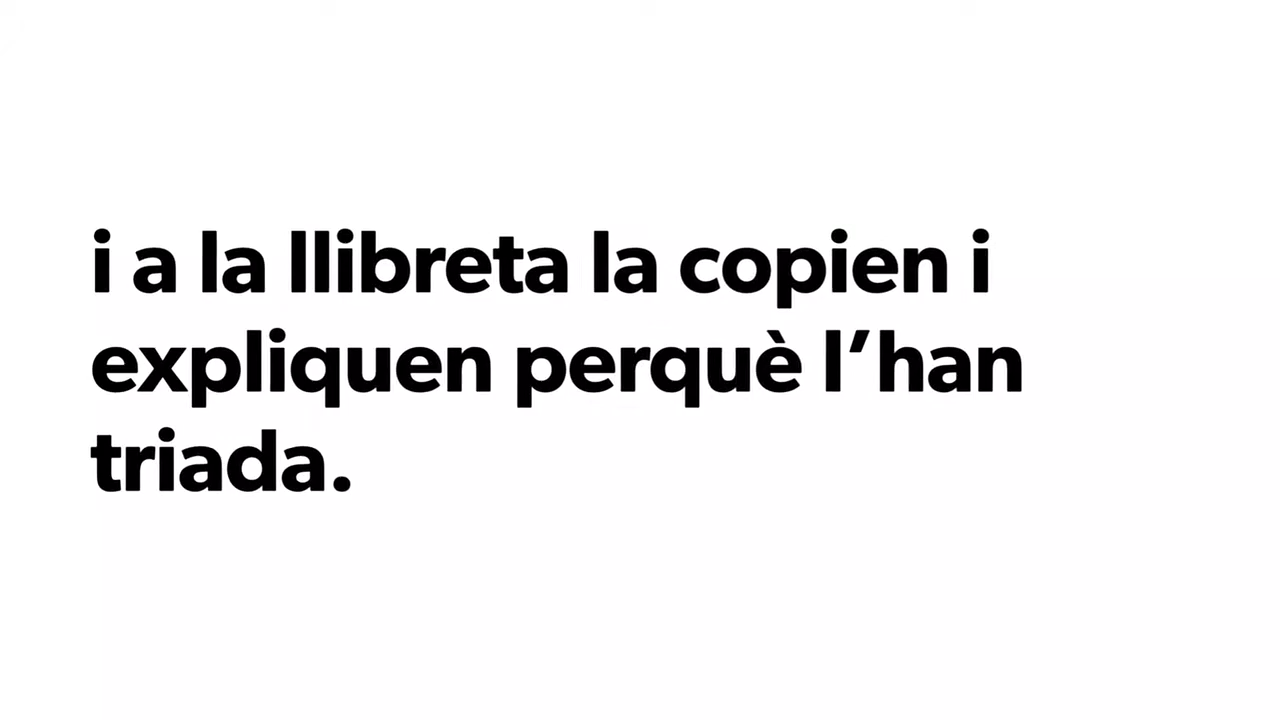 i a la llibreta la copien i
expliquen perquè l’han
triada.